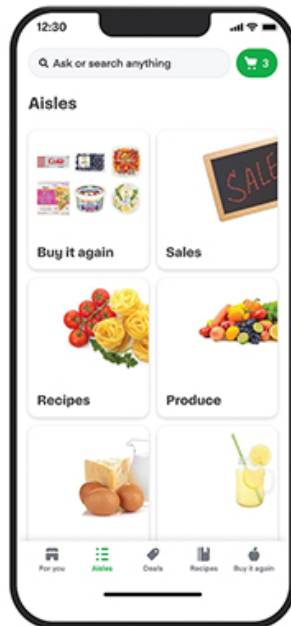 12:30
Ask or search anything
3
Aisles
Buy it again
SALE
Sales
Recipes
Produce
For you
Aisles
Deals
Recipes
Buy it again